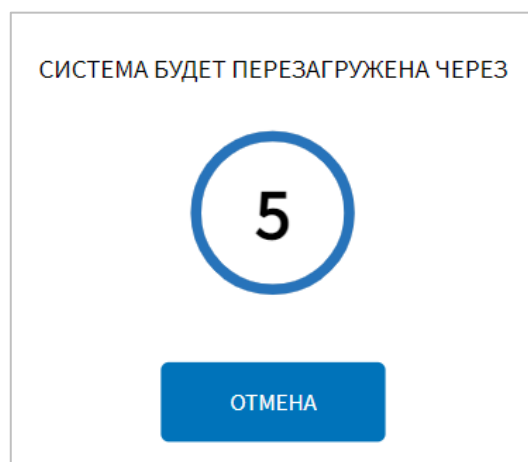 СИСТЕМА БУДЕТ ПЕРЕЗАГРУЖЕНА ЧЕРЕЗ
5
ОТМЕНА